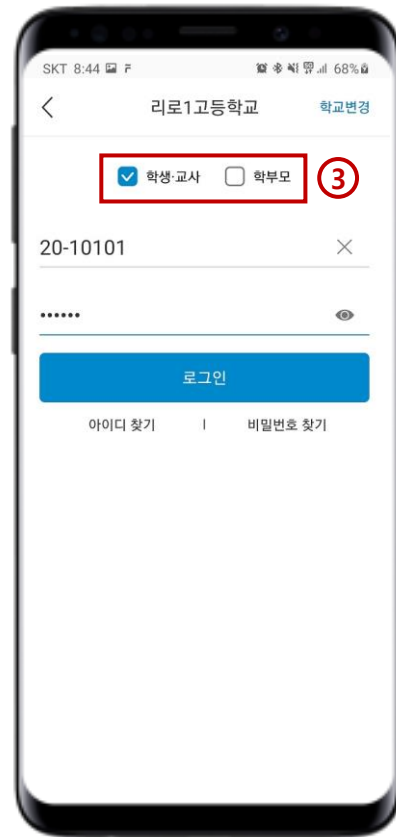 SKT 8:44 68%
리로1고등학교 학교변경
학생·교사 학부모 ③
20-10101
••••••
로그인
아이디 찾기 | 비밀번호 찾기